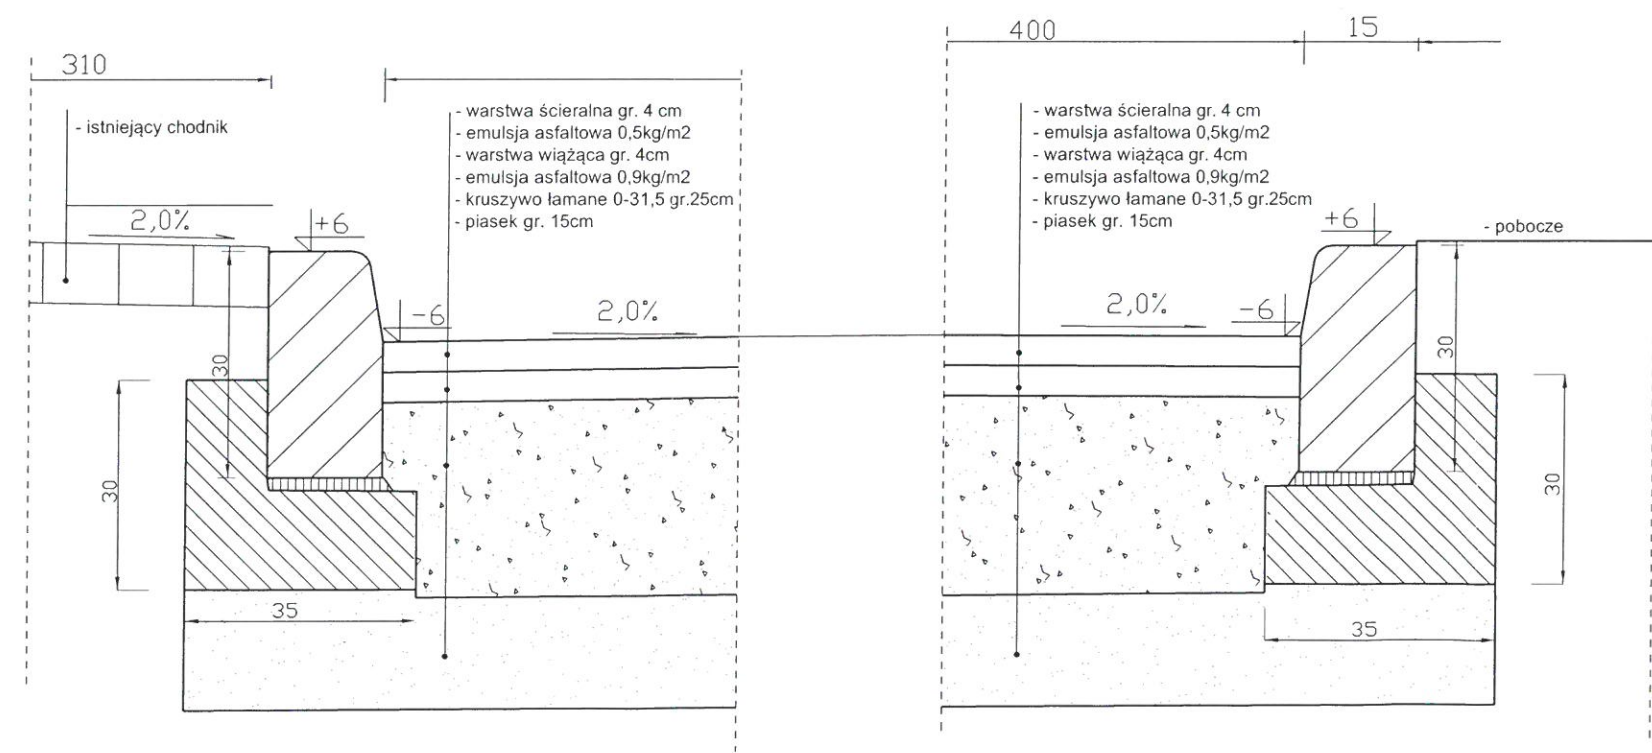 400
15
310
- istniejący chodnik
- warstwa ścieralna gr. 4 cm
- emulsja asfaltowa 0,5kg/m2
- warstwa wiążąca gr. 4cm
- emulsja asfaltowa 0,9kg/m2
- kruszywo łamane 0-31,5 gr.25cm
- piasek gr. 15cm
- warstwa ścieralna gr. 4 cm
- emulsja asfaltowa 0,5kg/m2
- warstwa wiążąca gr. 4cm
- emulsja asfaltowa 0,9kg/m2
- kruszywo łamane 0-31,5 gr.25cm
- piasek gr. 15cm
2,0%
+6
+6
- pobocze
-6
2,0%
2,0%
-6
30
30
30
30
35
35